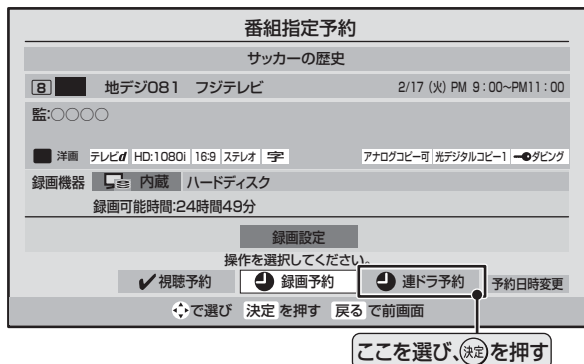 番組指定予約
サッカーの歴史
8 地デジ081 フジテレビ 2/17 (火) PM 9:00~PM11:00
監:○○○○
洋画 テレビd HD:1080i 16:9 ステレオ 字 アナログコピー可 光デジタルコピー1 ダビング
録画機器 内蔵 ハードディスク
録画可能時間:24時間49分
録画設定
操作を選択してください。
視聴予約 録画予約 連ドラ予約 予約日時変更
で選び 決定 を押す 戻る で前画面
ここを選び、決定を押す